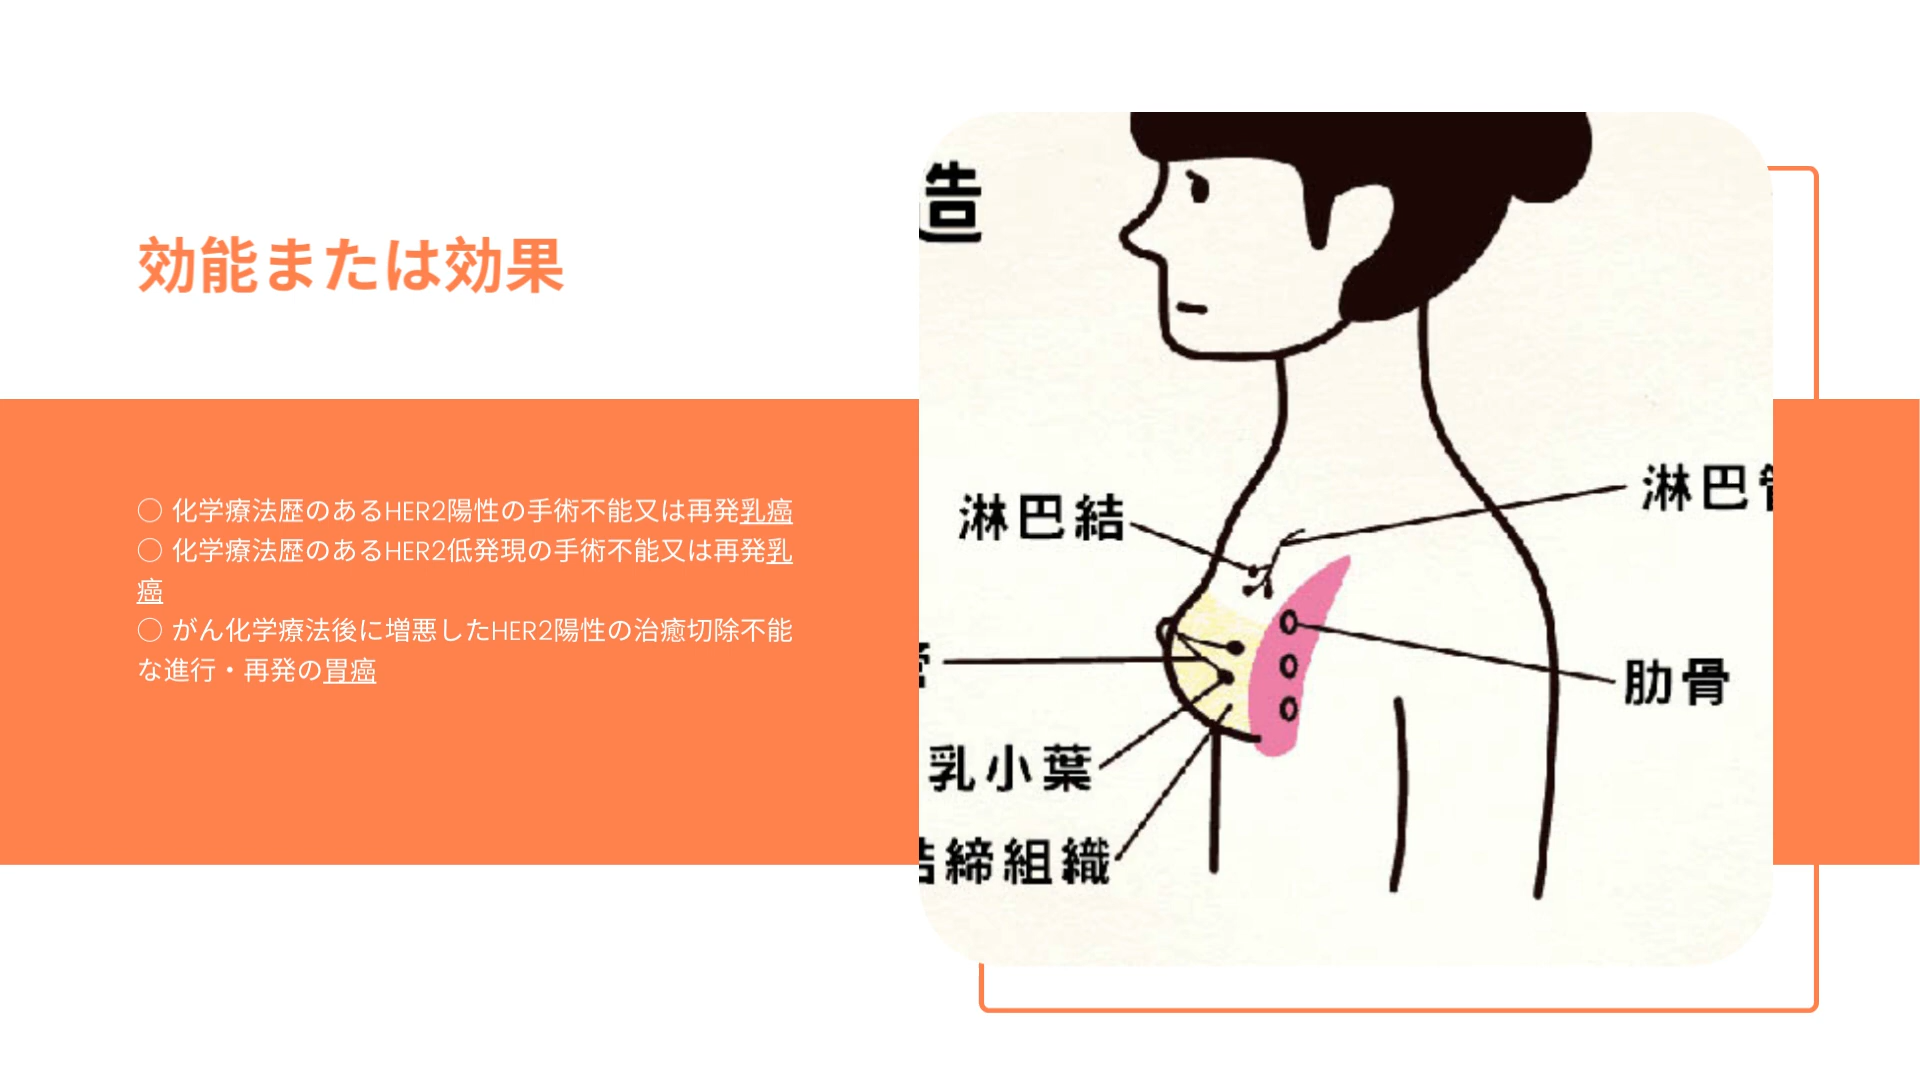 効能または効果
○ 化学療法歴のあるHER2陽性の手術不能又は再発乳癌
○ 化学療法歴のあるHER2低発現の手術不能又は再発乳
癌
○ がん化学療法後に増悪したHER2陽性の治癒切除不能
な進行・再発の胃癌
造
淋巴管
淋巴結
肋骨
乳小葉
結締組織